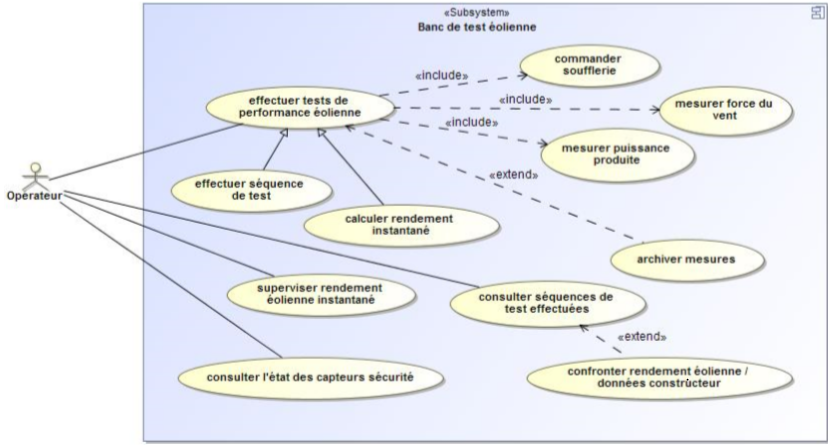 «Subsystem»
Banc de test éolienne
commander
soufflerie
«include»
effectuer tests de
performance éolienne
«include»
mesurer force du
vent
«include»
mesurer puissance
produite
«extend»
effectuer séquence
de test
Opérateur
calculer rendement
instantané
archiver mesures
superviser rendement
éolienne instantané
consulter séquences de
test effectuées
«extend»
consulter l'état des capteurs sécurité
confronter rendement éolienne /
données constructeur